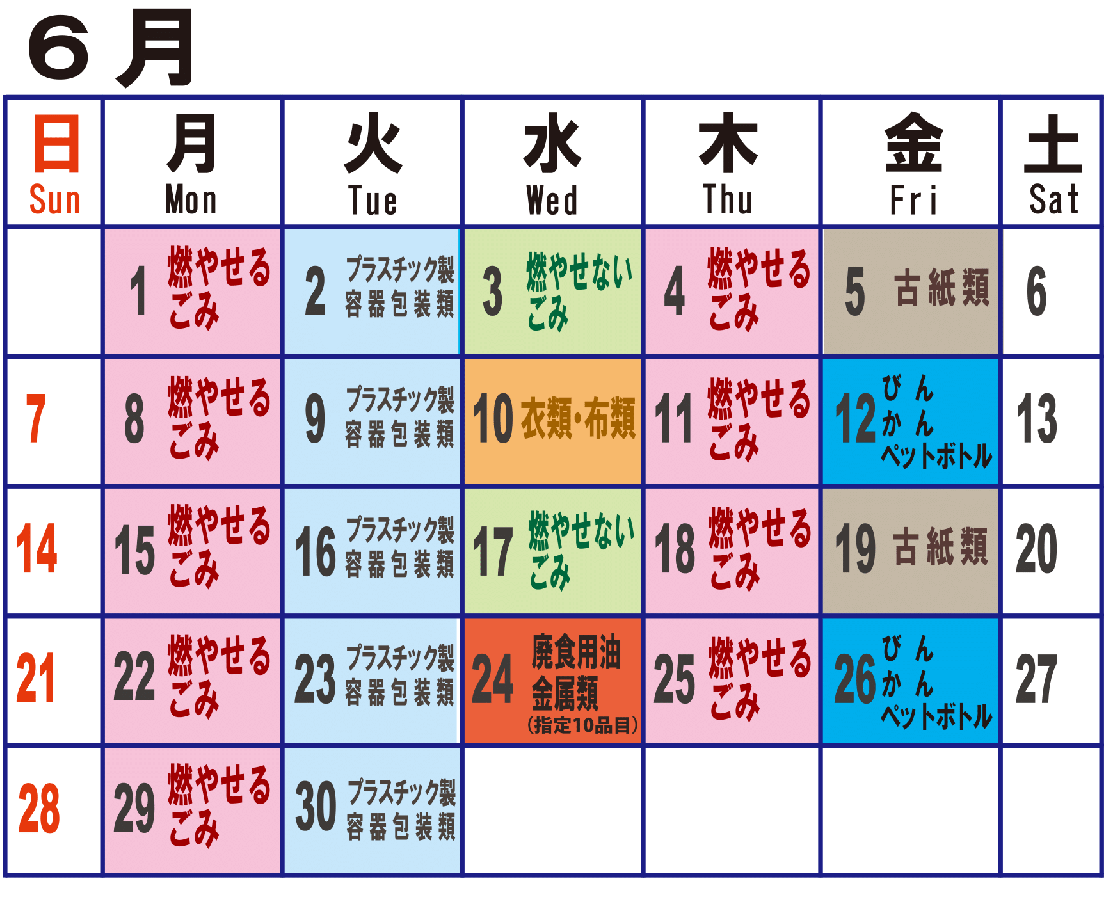 6月
日 月 火 水 木 金 土
Sun Mon Tue Wed Thu Fri Sat
1 燃やせる
ごみ
2 プラスチック製
容器包装類
3 燃やせない
ごみ
4 燃やせる
ごみ
5 古紙類
6
7
8 燃やせる
ごみ
9 プラスチック製
容器包装類
10 衣類・布類
11 燃やせる
ごみ
12 びん
かん
ペットボトル
13
14
15 燃やせる
ごみ
16 プラスチック製
容器包装類
17 燃やせない
ごみ
18 燃やせる
ごみ
19 古紙類
20
21
22 燃やせる
ごみ
23 プラスチック製
容器包装類
24 廃食用油
金属類
(指定10品目)
25 燃やせる
ごみ
26 びん
かん
ペットボトル
27
28
29 燃やせる
ごみ
30 プラスチック製
容器包装類